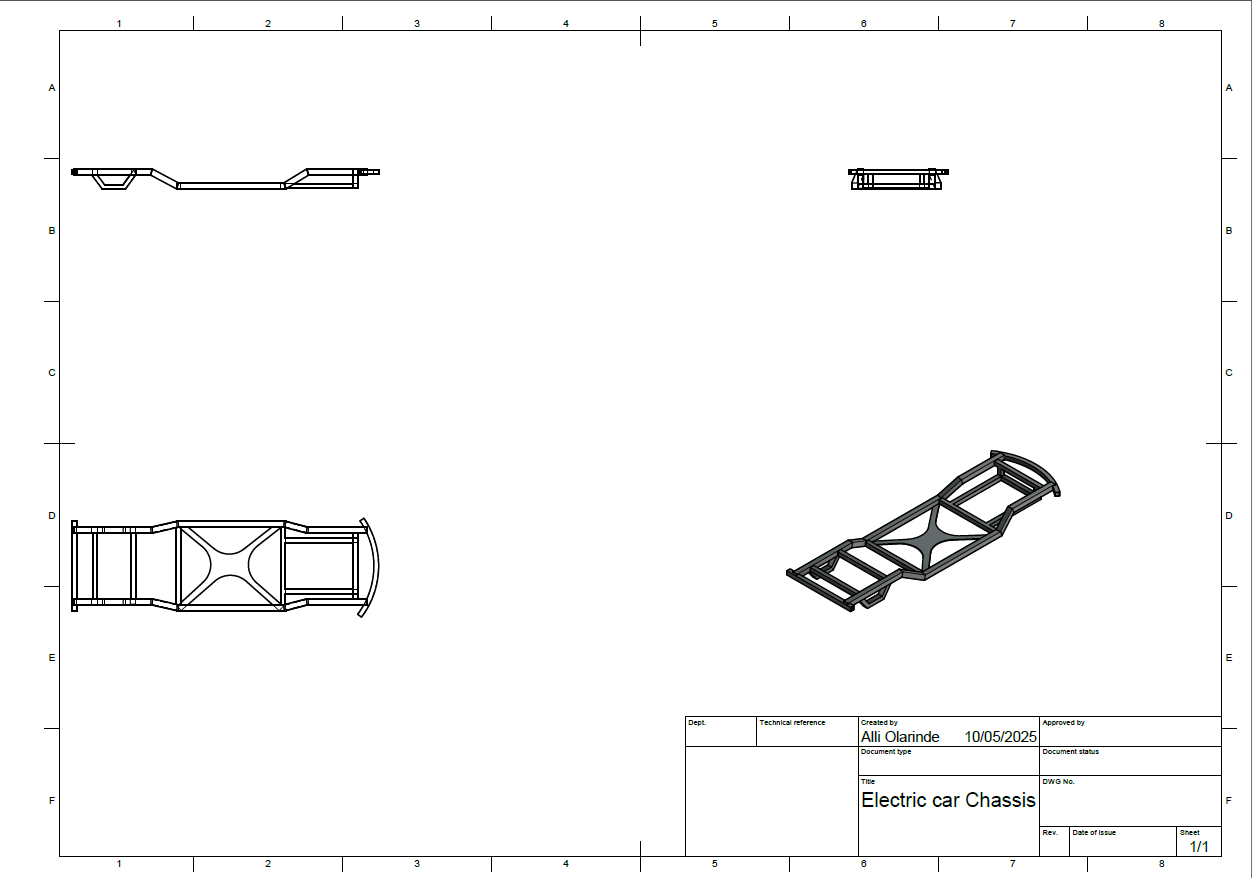 1 2 3 4 5 6 7 8
A A
B B
C C
D D
E E
Dept. Technical reference Created by Approved by
Alli Olarinde 10/05/2025
Document type Document status
Title DWG No.
Electric car Chassis
F F
Rev. Date of issue Sheet
1/1
1 2 3 4 5 6 7 8